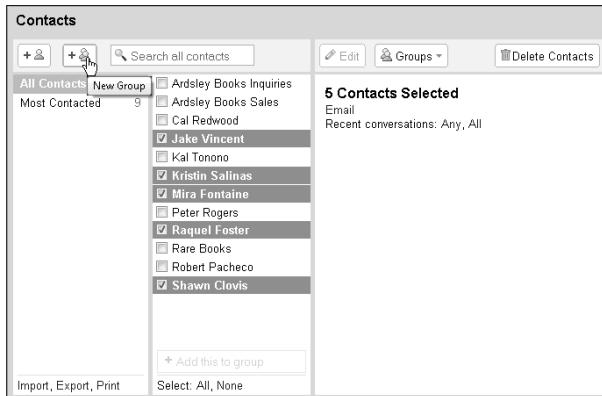 Contacts
+
+
Search all contacts
Edit
Groups
Delete Contacts
All Contacts
New Group
Most Contacted 9
Ardsley Books Inquiries
Ardsley Books Sales
Cal Redwood
Jake Vincent
Kal Tonono
Kristin Salinas
Mira Fontaine
Peter Rogers
Raquel Foster
Rare Books
Robert Pacheco
Shawn Clovis
+ Add this to group
Import, Export, Print
Select: All, None
5 Contacts Selected
Email
Recent conversations: Any, All